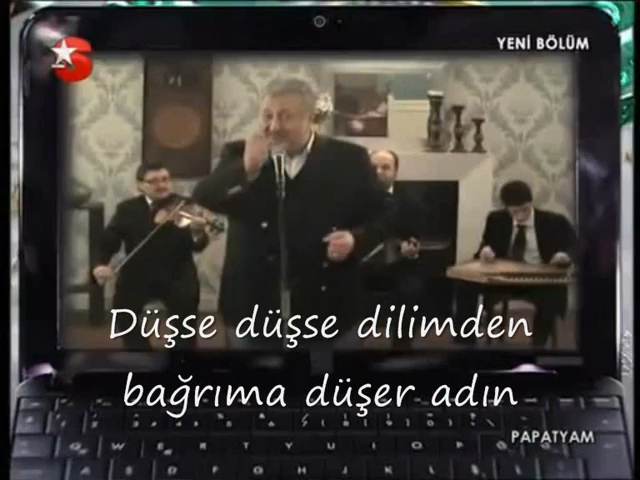 YENİ BÖLÜM
Düşse düşse dilimden
bağrıma düşer adın
PAPATYAM